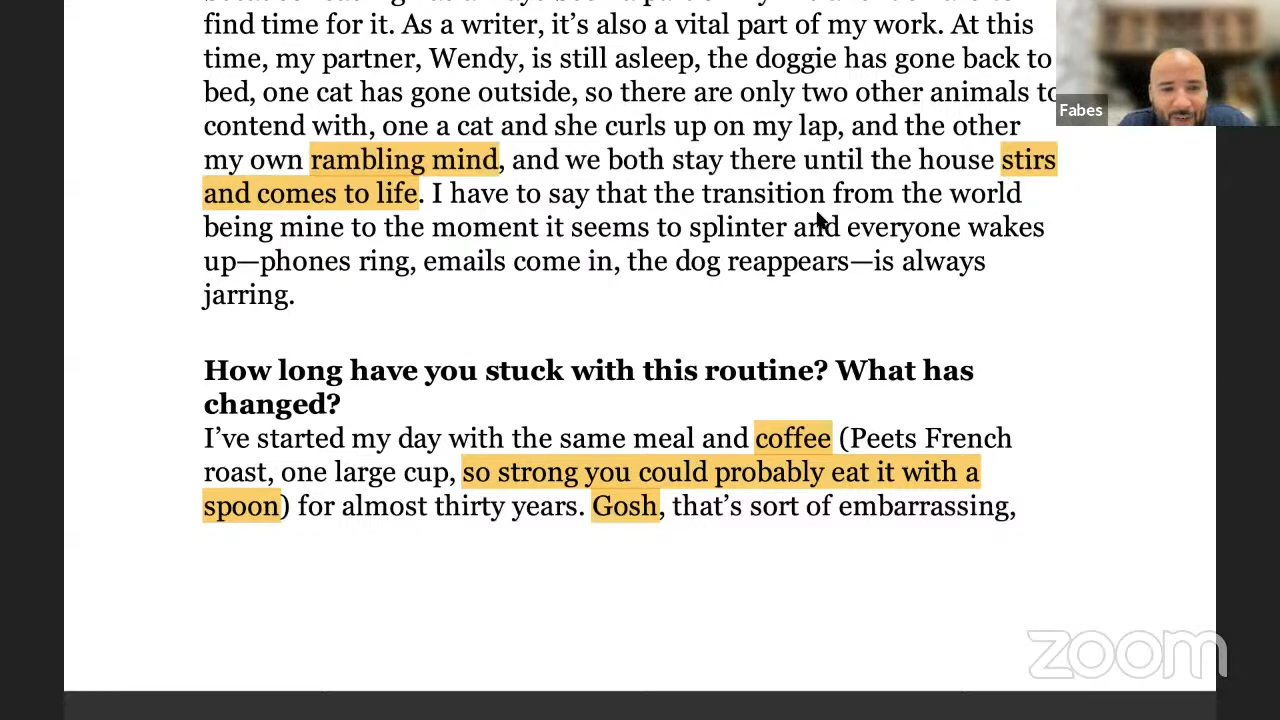 find time for it. As a writer, it's also a vital part of my work. At this
time, my partner, Wendy, is still asleep, the doggie has gone back to
bed, one cat has gone outside, so there are only two other animals to
contend with, one a cat and she curls up on my lap, and the other
my own rambling mind, and we both stay there until the house stirs
and comes to life. I have to say that the transition from the world
being mine to the moment it seems to splinter and everyone wakes
up—phones ring, emails come in, the dog reappears—is always
jarring.
How long have you stuck with this routine? What has
changed?
I've started my day with the same meal and coffee (Peets French
roast, one large cup, so strong you could probably eat it with a
spoon) for almost thirty years. Gosh, that's sort of embarrassing,
Fabes
zoom